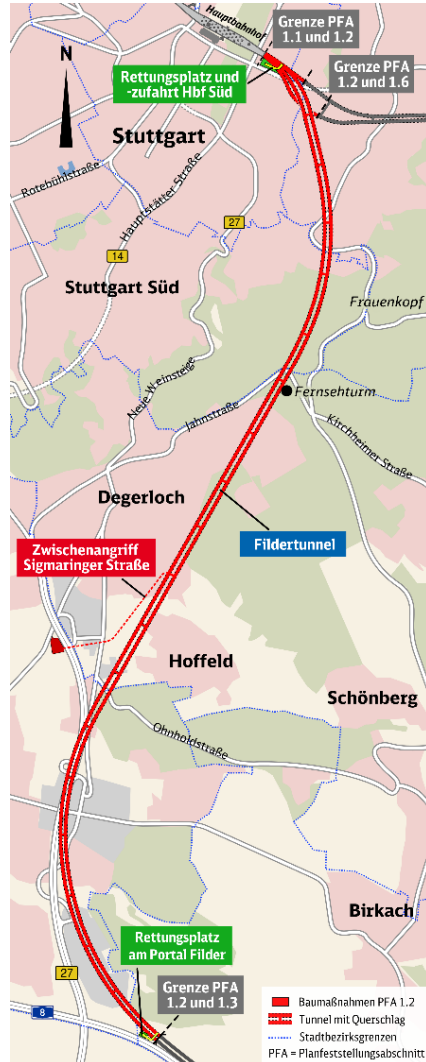 Hauptbahnhof
Grenze PFA
1.1 und 1.2
N
Rettungsplatz und
-zufahrt Hbf Süd
Grenze PFA
1.2 und 1.6
Stuttgart
Rotebühlstraße
Hauptstätter Straße
27
14
Stuttgart Süd
Frauenkopf
Neue Weinsteige
Fernsehturm
Jahnstraße
Kirchheimer Straße
Degerloch
Zwischenangriff
Sigmaringer Straße
Fildertunnel
Hoffeld
Schönberg
Ohnholdstraße
Birkach
Rettungsplatz
am Portal Filder
27
Grenze PFA
1.2 und 1.3
8
Baumaßnahmen PFA 1.2
Tunnel mit Querschlag
Stadtbezirksgrenzen
PFA = Planfeststellungsabschnitt